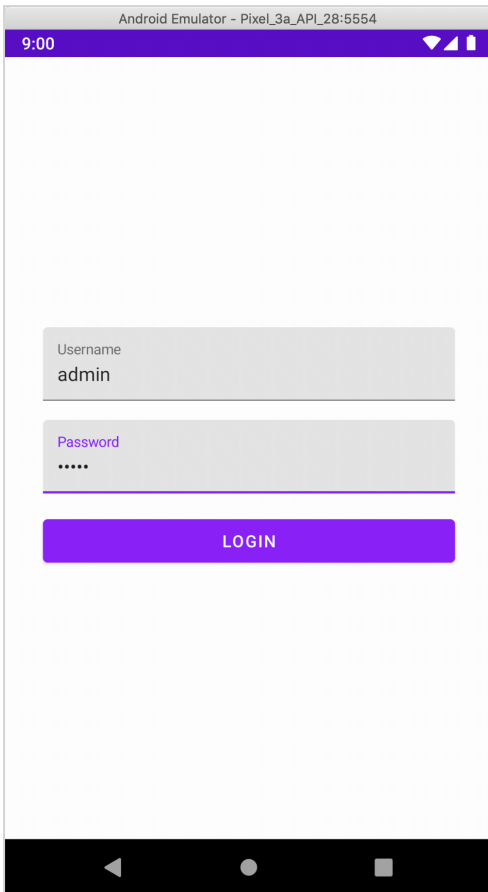 Android Emulator - Pixel_3a_API_28:5554
9:00
Username
admin
Password
•••••
LOGIN